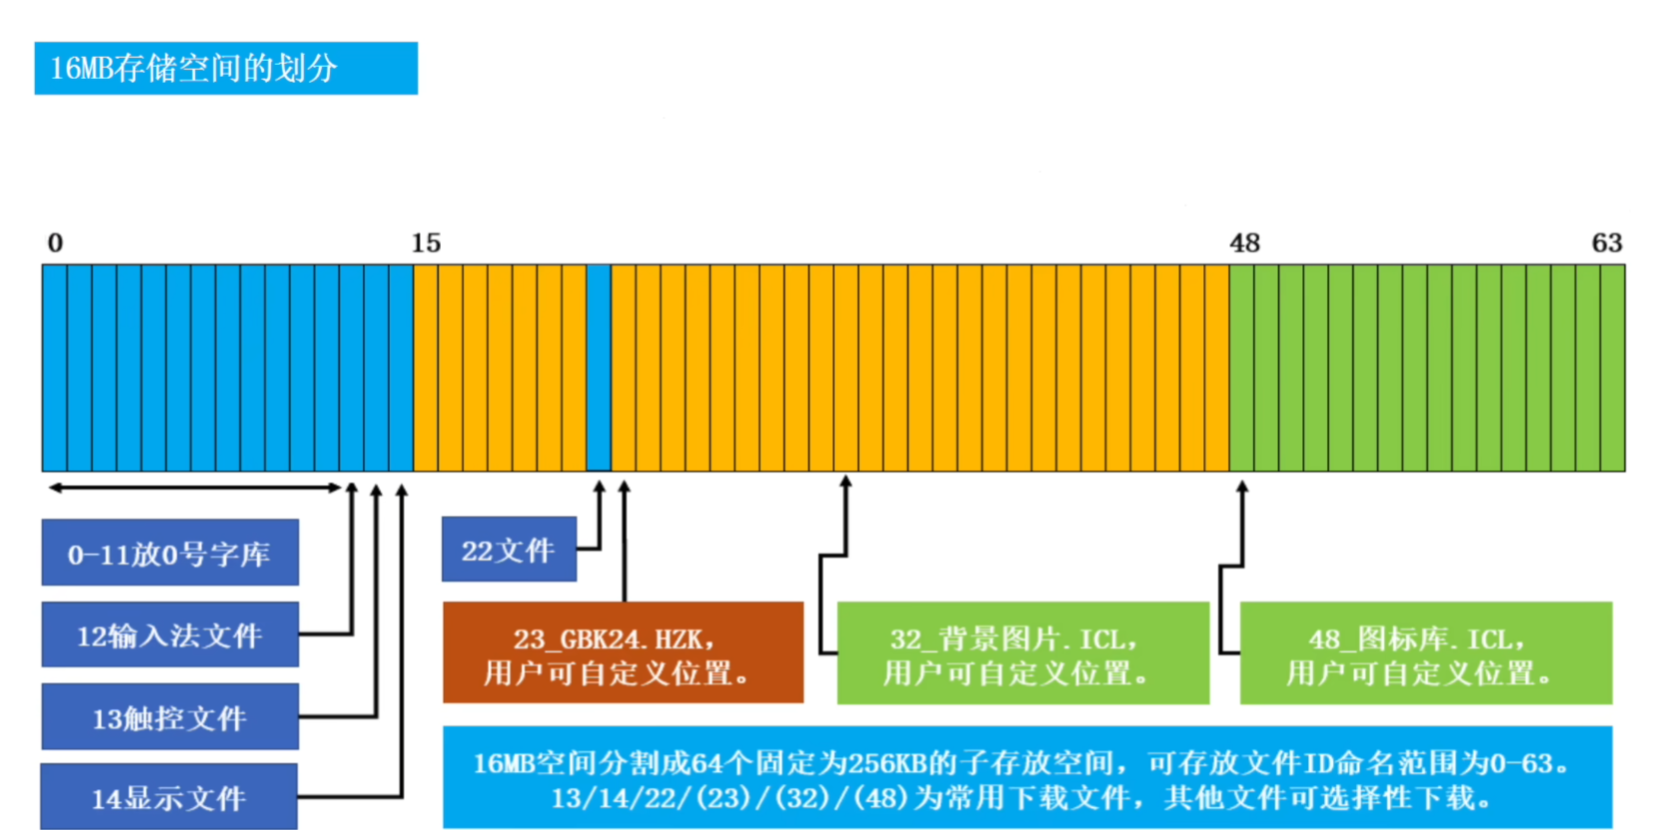 16MB存储空间的划分
0
15
48
63
0-11放0号字库
12输入法文件
13触控文件
14显示文件
22文件
23_GBK24.HZK,
用户可自定义位置。
32_背景图片.ICL,
用户可自定义位置。
48_图标库.ICL,
用户可自定义位置。
16MB空间分割成64个固定为256KB的子存放空间，可存放文件ID命名范围为0-63。
13/14/22/(23)/(32)/(48)为常用下载文件，其他文件可选择性下载。